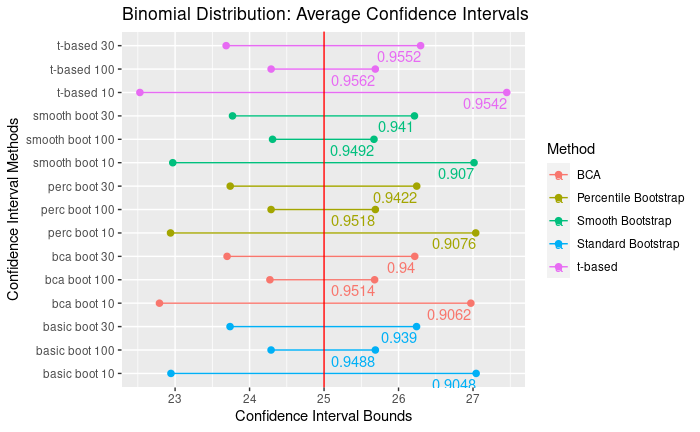 Binomial Distribution: Average Confidence Intervals
Confidence Interval Methods
t-based 30
0.9552
t-based 100
0.9562
t-based 10
0.9542
smooth boot 30
0.941
smooth boot 100
0.9492
smooth boot 10
0.907
perc boot 30
0.9422
perc boot 100
0.9518
perc boot 10
0.9076
bca boot 30
0.94
bca boot 100
0.9514
bca boot 10
0.9062
basic boot 30
0.939
basic boot 100
0.9488
basic boot 10
0.9048
23 24 25 26 27
Confidence Interval Bounds
Method
BCA
Percentile Bootstrap
Smooth Bootstrap
Standard Bootstrap
t-based